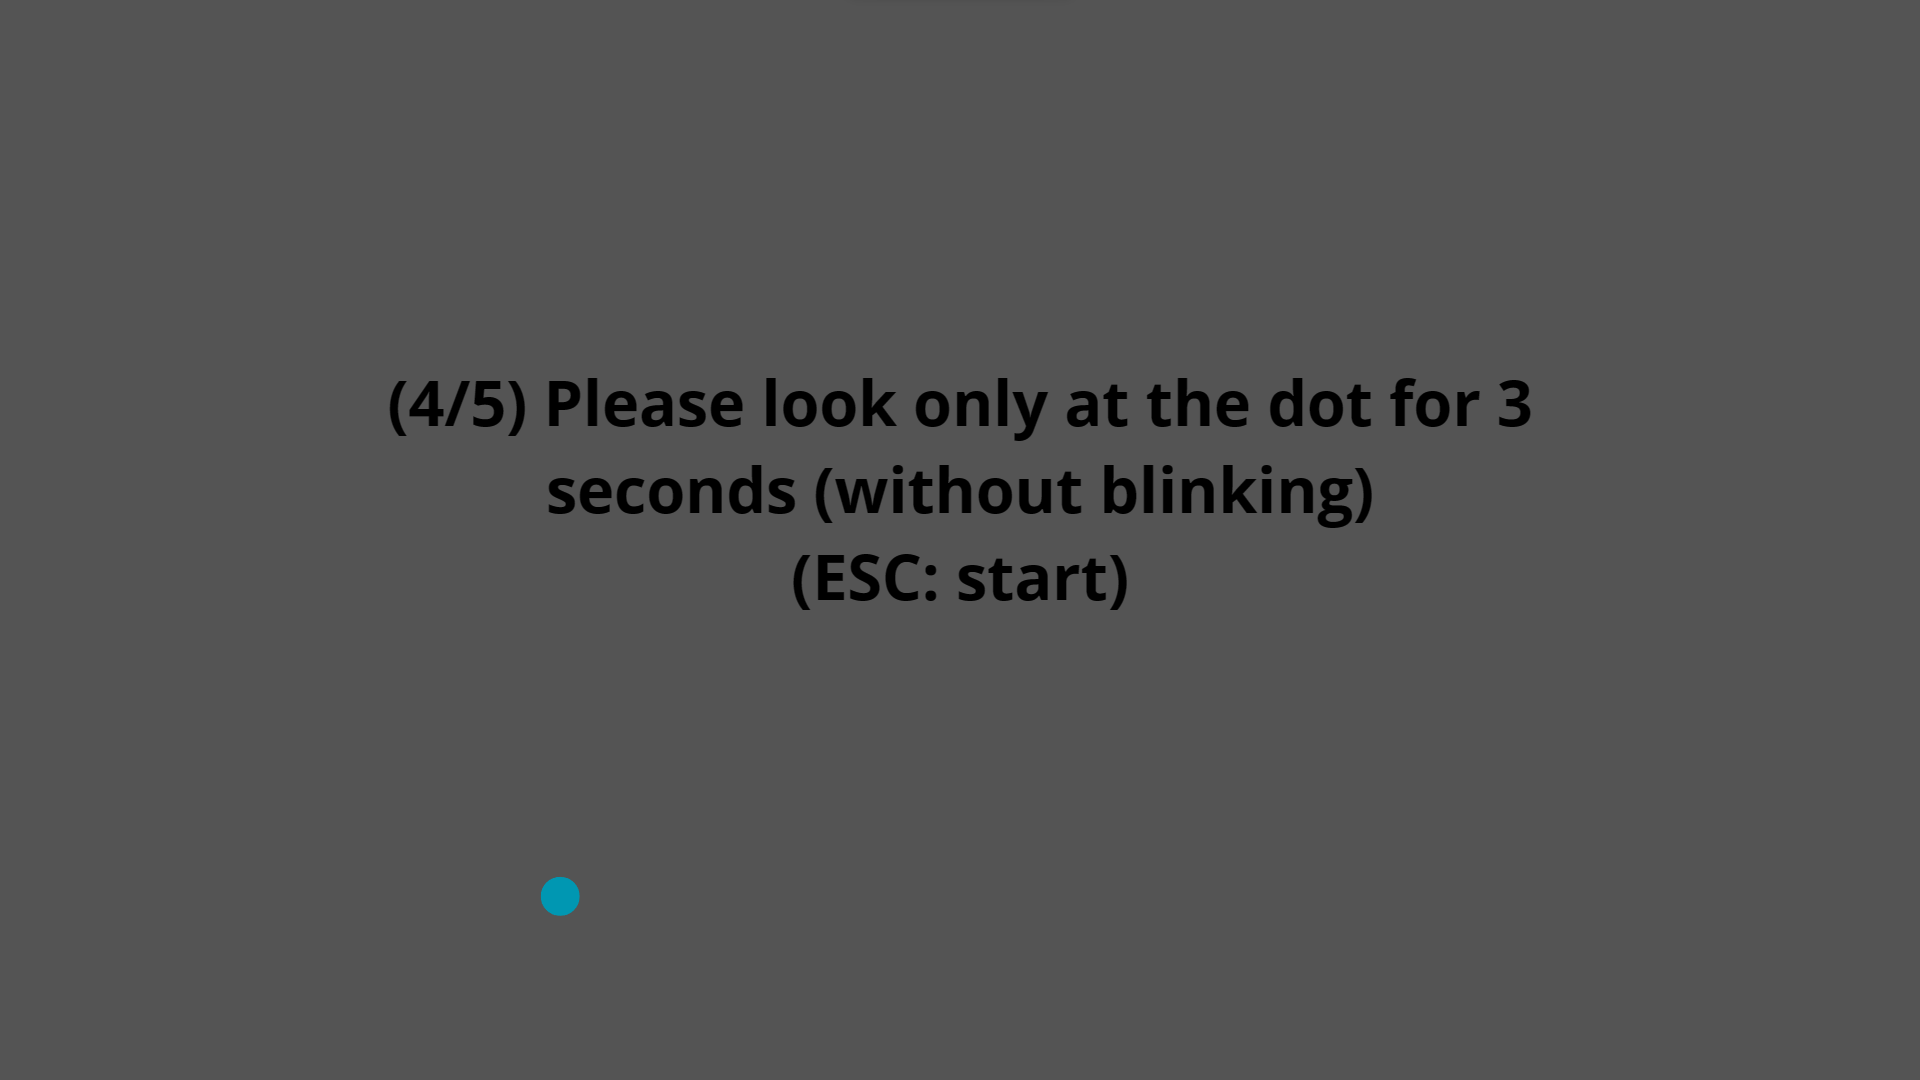 (4/5) Please look only at the dot for 3
seconds (without blinking)
(ESC: start)